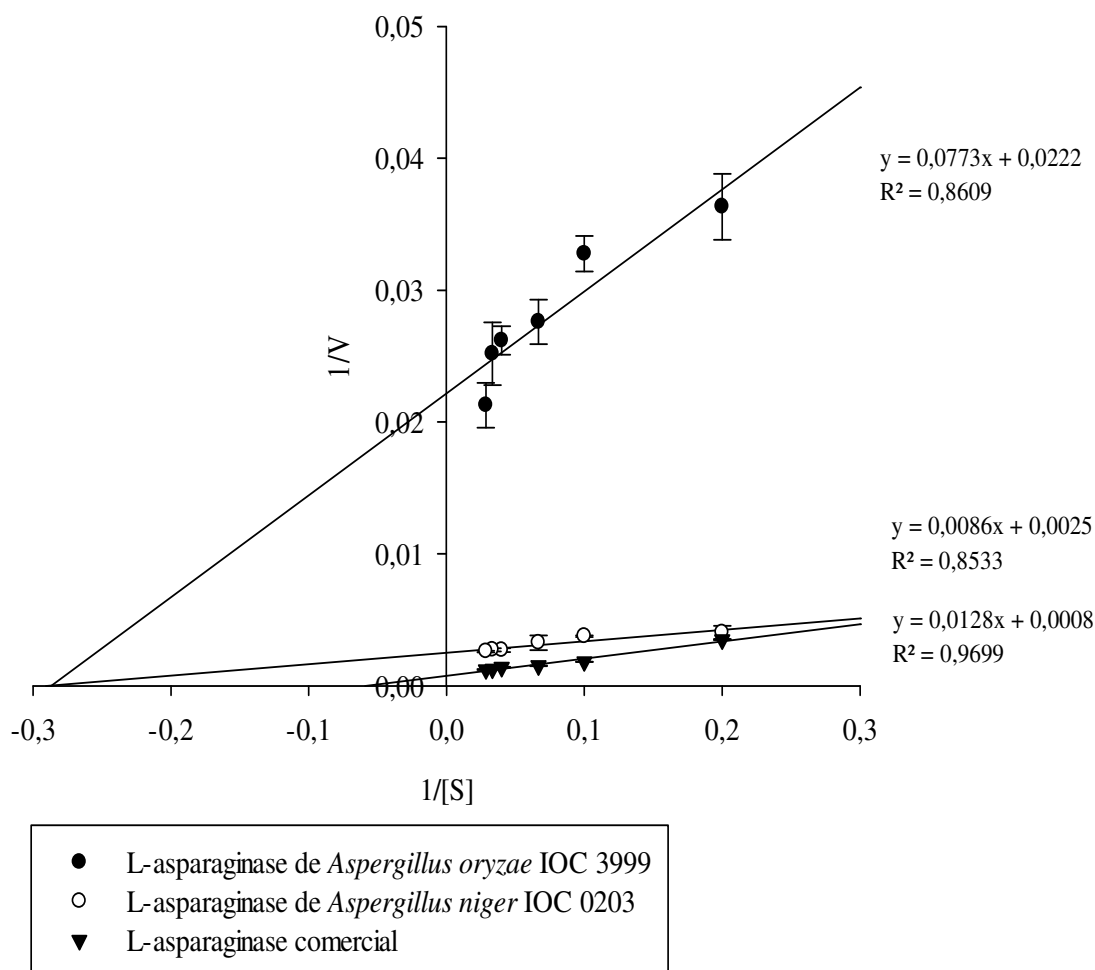 0,05
0,04
0,03
0,02
0,01
0,00
1/V
y = 0,0773x + 0,0222
R² = 0,8609
y = 0,0086x + 0,0025
R² = 0,8533
y = 0,0128x + 0,0008
R² = 0,9699
-0,3 -0,2 -0,1 0,0 0,1 0,2 0,3
1/[S]
L-asparaginase de Aspergillus oryzae IOC 3999
L-asparaginase de Aspergillus niger IOC 0203
L-asparaginase comercial